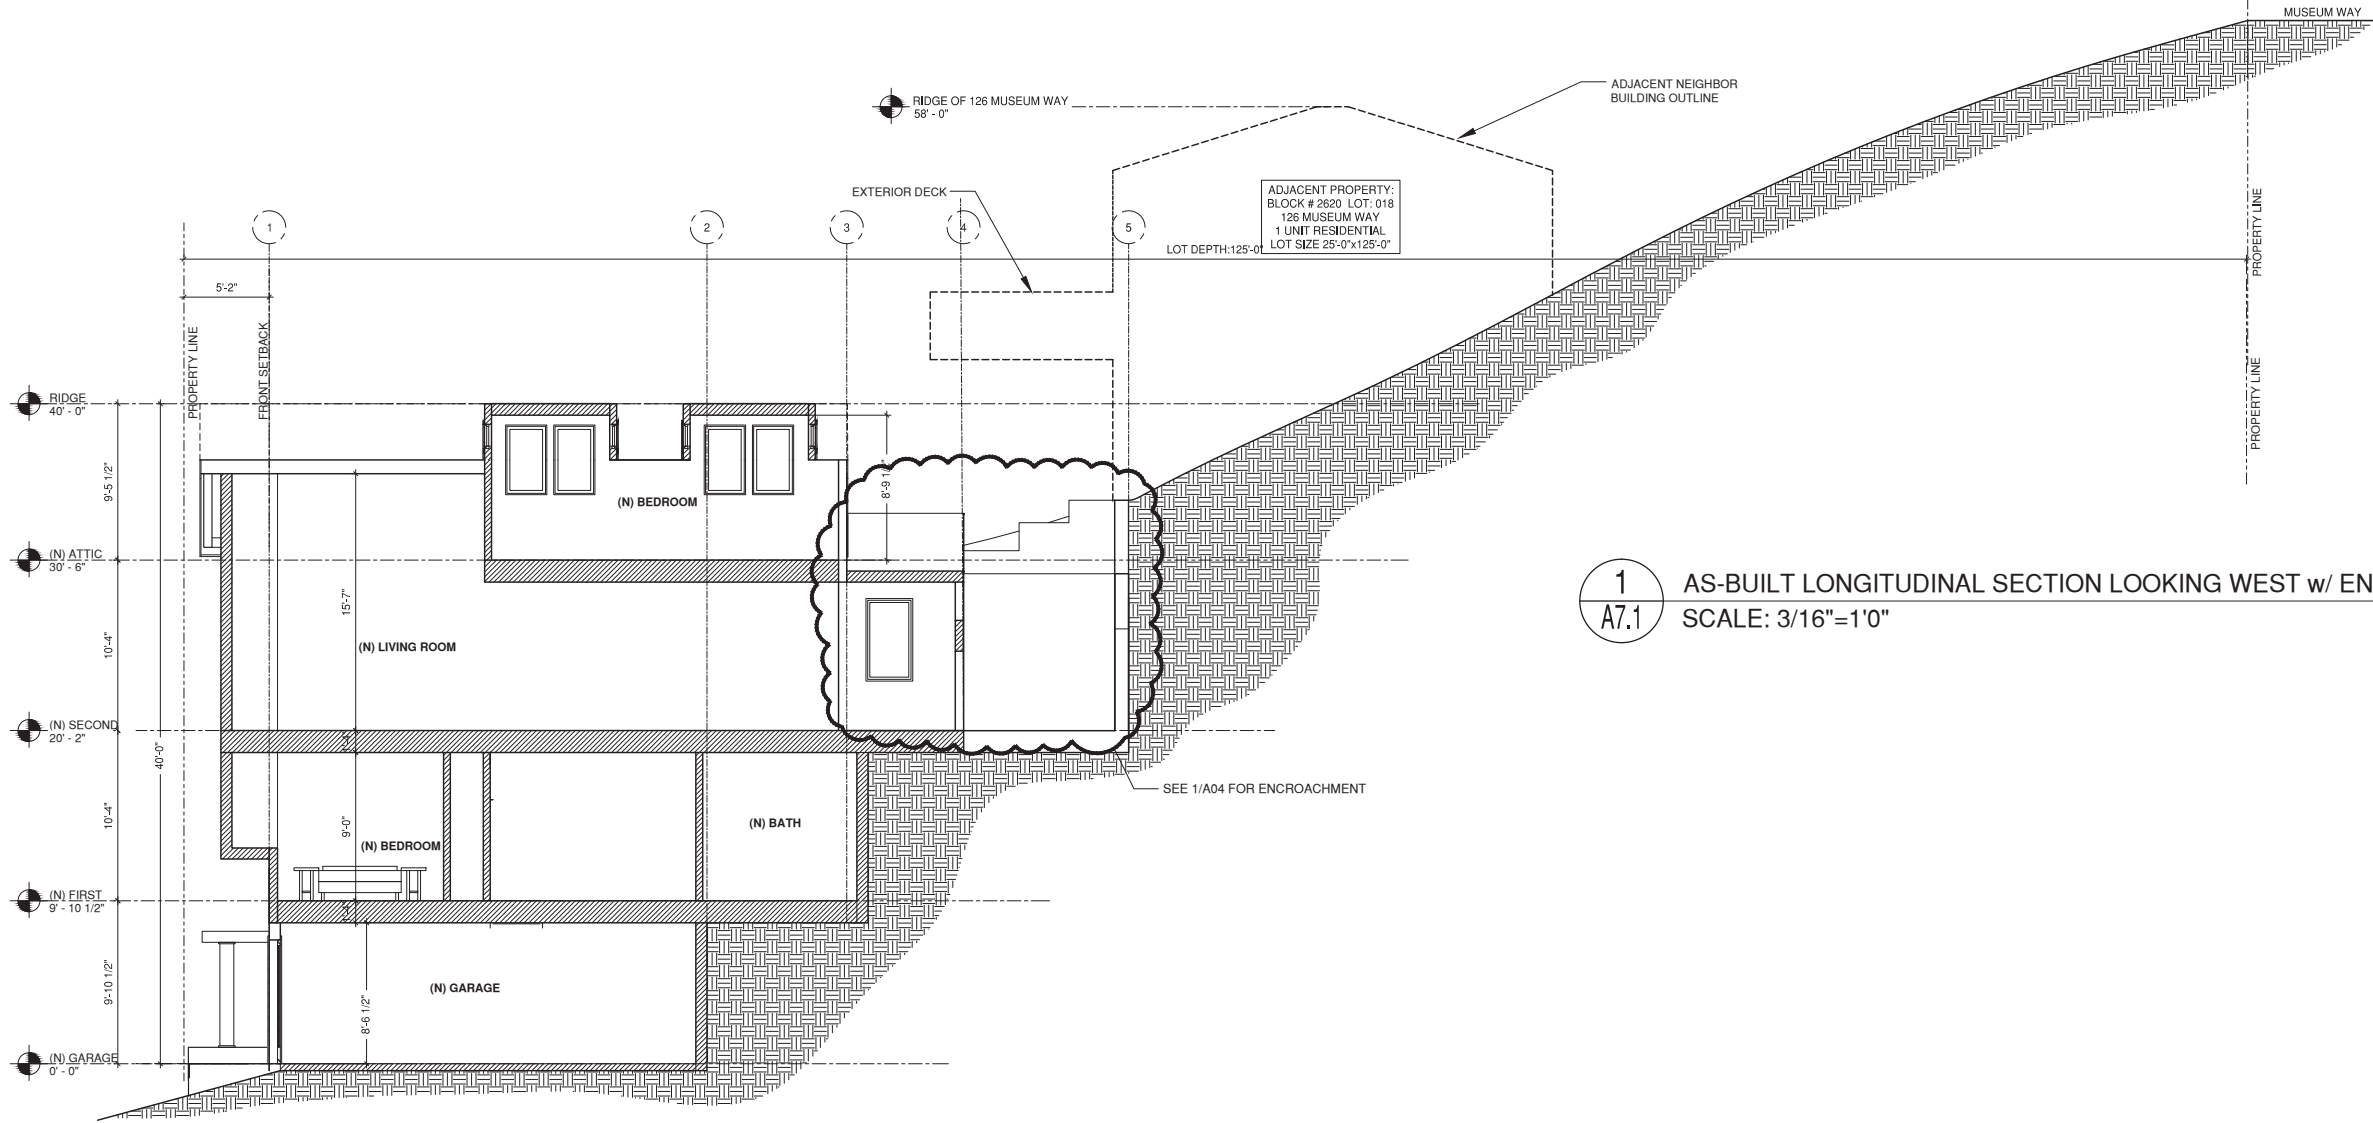 MUSEUM WAY
ADJACENT NEIGHBOR
BUILDING OUTLINE
RIDGE OF 126 MUSEUM WAY
58' - 0"
EXTERIOR DECK
ADJACENT PROPERTY:
BLOCK # 2620 LOT: 018
126 MUSEUM WAY
1 UNIT RESIDENTIAL
LOT SIZE 25'-0"x125'-0"
1
2
3
4
5
LOT DEPTH:125'-0"
PROPERTY LINE
5'-2"
PROPERTY LINE
FRONT SETBACK
PROPERTY LINE
RIDGE
40' - 0"
9'-5 1/2"
8'-9 1/2"
(N) BEDROOM
(N) ATTIC
30' - 6"
15'-7"
10'-4"
(N) LIVING ROOM
1
A7.1
AS-BUILT LONGITUDINAL SECTION LOOKING WEST w/ EN
SCALE: 3/16"=1'0"
(N) SECOND
20' - 2"
1'-4"
40'-0"
SEE 1/A04 FOR ENCROACHMENT
10'-4"
9'-0"
(N) BATH
(N) BEDROOM
(N) FIRST
9' - 10 1/2"
1'-4"
9'-10 1/2"
(N) GARAGE
8'-6 1/2"
(N) GARAGE
0' - 0"